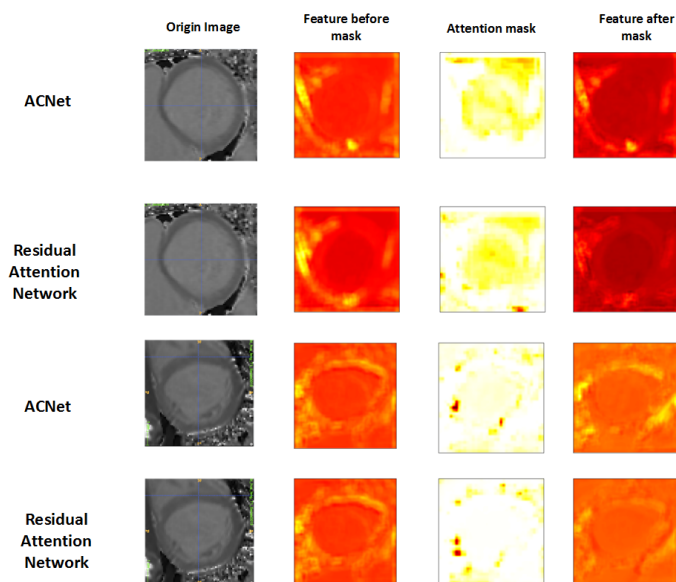 Origin Image
Feature before
mask
Attention mask
Feature after
mask
ACNet
Residual
Attention
Network
ACNet
Residual
Attention
Network